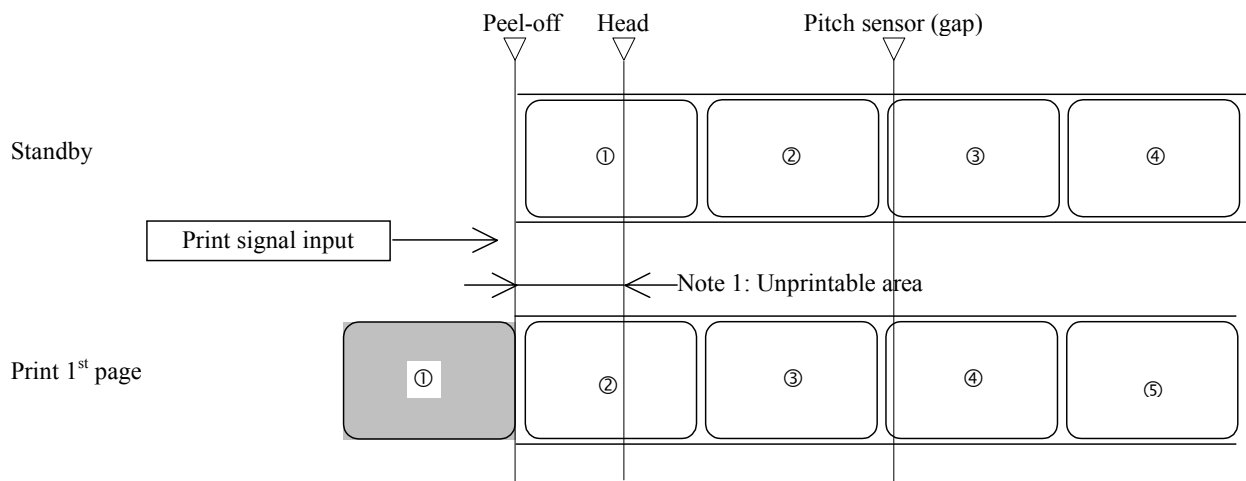 Peel-off Head Pitch sensor (gap)
Standby ① ② ③ ④
Print signal input
Note 1: Unprintable area
Print 1st page ① ② ③ ④ ⑤